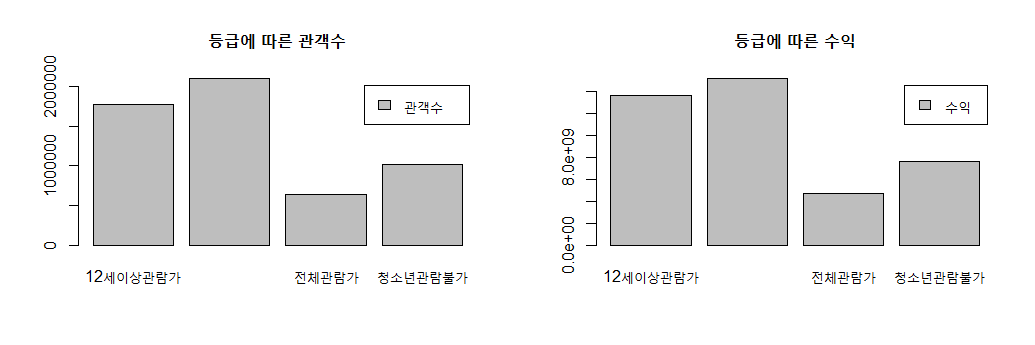 등급에 따른 관객수
2000000
1000000
0
관객수
12세이상관람가
전체관람가
청소년관람불가
등급에 따른 수익
8.0e+09
0.0e+00
수익
12세이상관람가
전체관람가
청소년관람불가